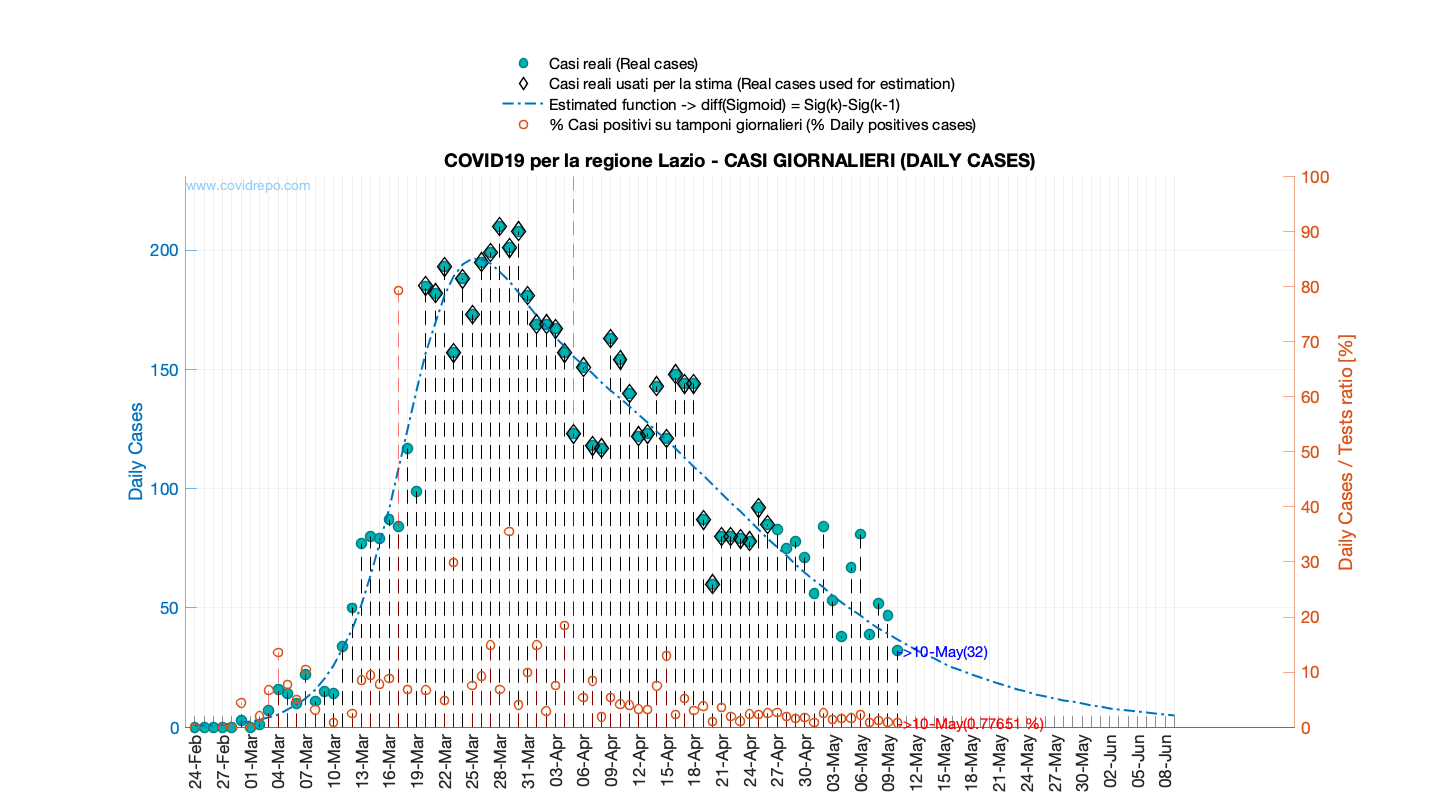 Casi reali (Real cases)
Casi reali usati per la stima (Real cases used for estimation)
Estimated function -> diff(Sigmoid) = Sig(k)-Sig(k-1)
% Casi positivi su tamponi giornalieri (% Daily positives cases)
COVID19 per la regione Lazio - CASI GIORNALIERI (DAILY CASES)
www.covidrepo.com
Daily Cases
200
150
100
50
0
100
90
80
70
60
50
40
30
20
10
0
Daily Cases / Tests ratio [%]
->10-May(32)
->10-May(0.77651 %)
24-Feb
27-Feb
01-Mar
04-Mar
07-Mar
10-Mar
13-Mar
16-Mar
19-Mar
22-Mar
25-Mar
28-Mar
31-Mar
03-Apr
06-Apr
09-Apr
12-Apr
15-Apr
18-Apr
21-Apr
24-Apr
27-Apr
30-Apr
03-May
06-May
09-May
12-May
15-May
18-May
21-May
24-May
27-May
30-May
02-Jun
05-Jun
08-Jun